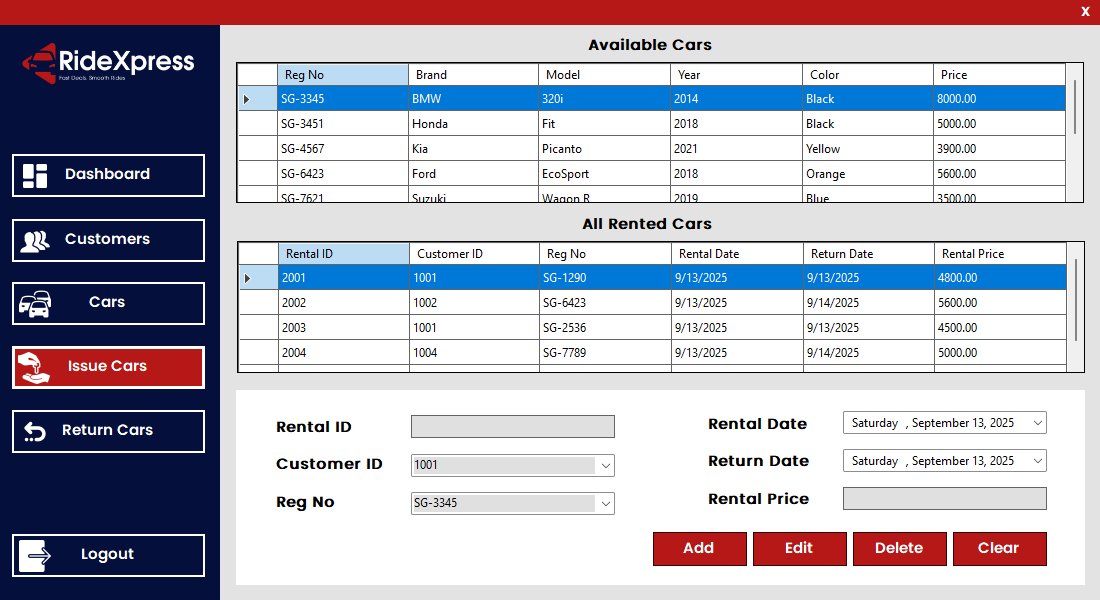 X
RideXpress
Fast Deals. Smooth Rides
Dashboard
Customers
Cars
Issue Cars
Return Cars
Logout
Available Cars
Reg No Brand Model Year Color Price
SG-3345 BMW 320i 2014 Black 8000.00
SG-3451 Honda Fit 2018 Black 5000.00
SG-4567 Kia Picanto 2021 Yellow 3900.00
SG-6423 Ford EcoSport 2018 Orange 5600.00
SG-7621 Suzuki Wagon R 2019 Blue 3500.00
All Rented Cars
Rental ID Customer ID Reg No Rental Date Return Date Rental Price
2001 1001 SG-1290 9/13/2025 9/13/2025 4800.00
2002 1002 SG-6423 9/13/2025 9/14/2025 5600.00
2003 1001 SG-2536 9/13/2025 9/13/2025 4500.00
2004 1004 SG-7789 9/13/2025 9/14/2025 5000.00
Rental ID
Customer ID 1001
Reg No SG-3345
Rental Date Saturday , September 13, 2025
Return Date Saturday , September 13, 2025
Rental Price
Add Edit Delete Clear